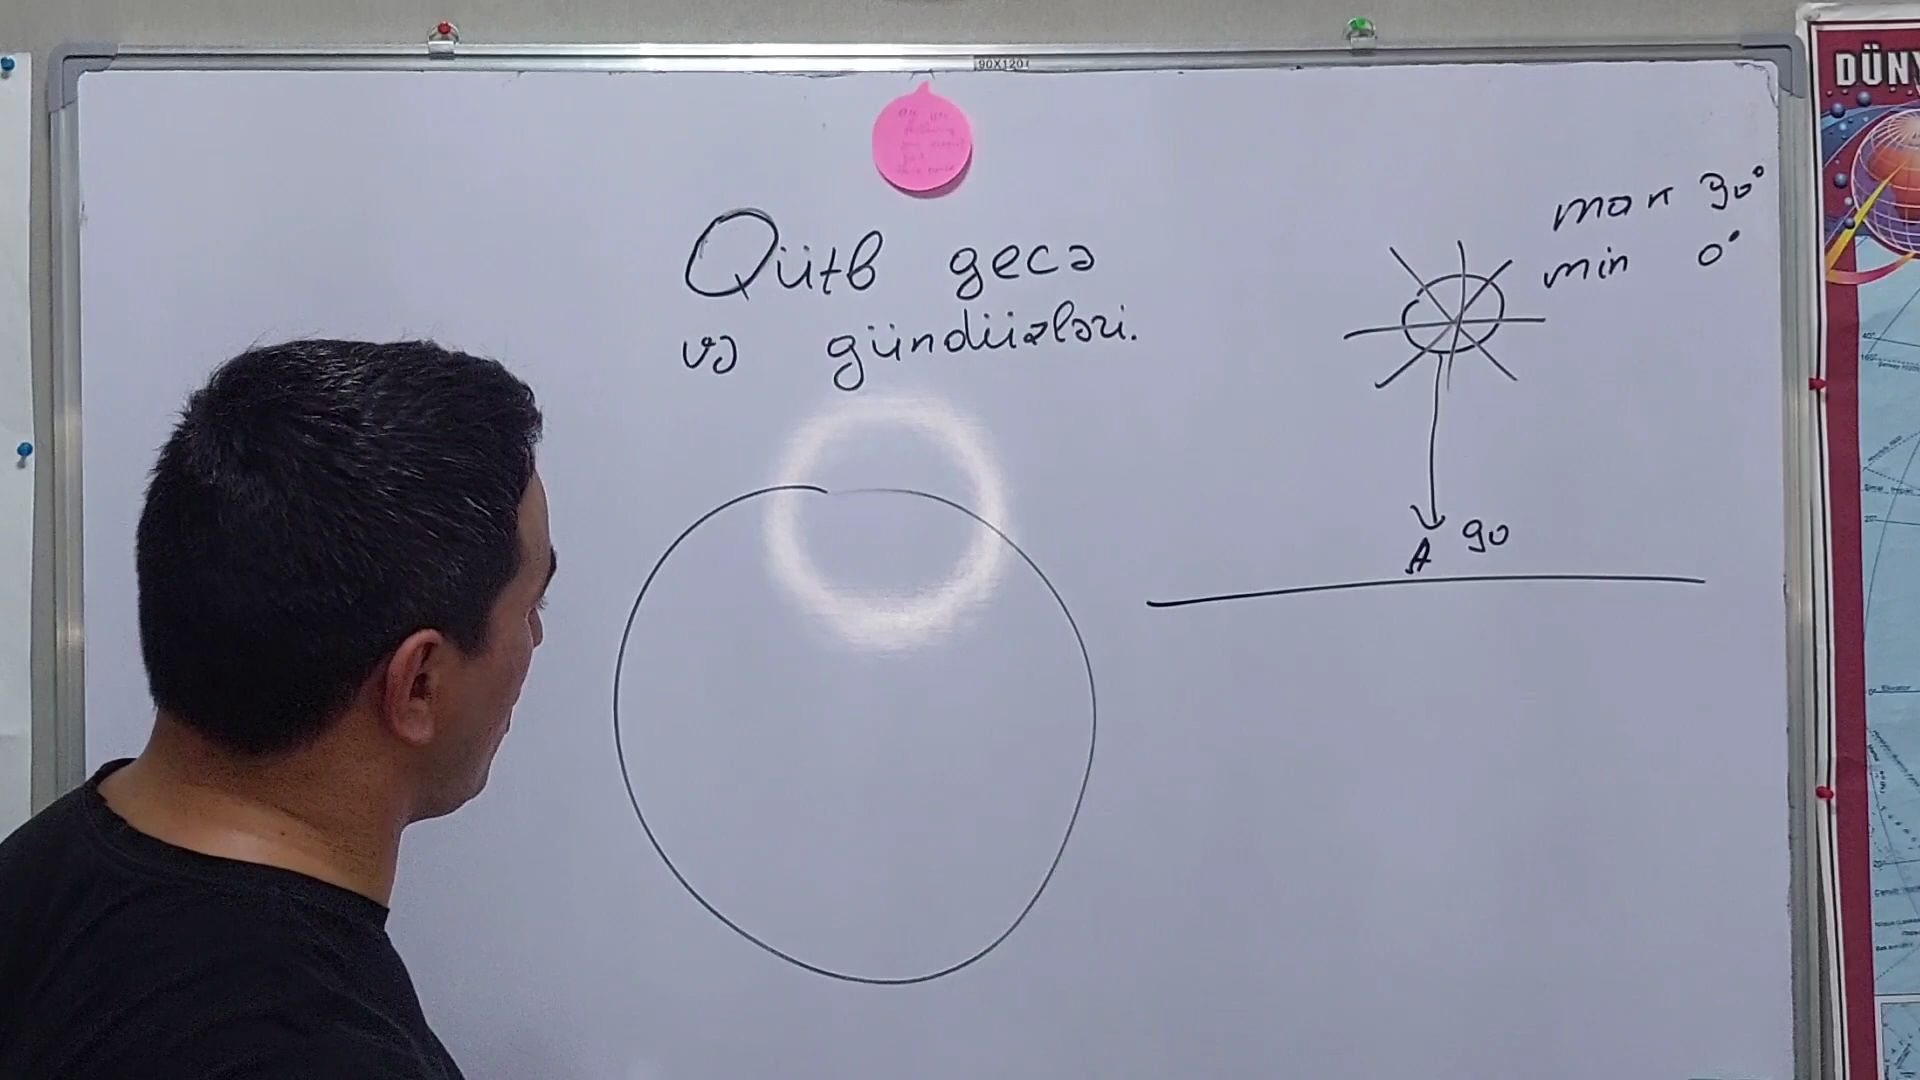 90X120
Qütb gecə
və gündüzləri.
max 90°
min 0°
A 90
DÜNY